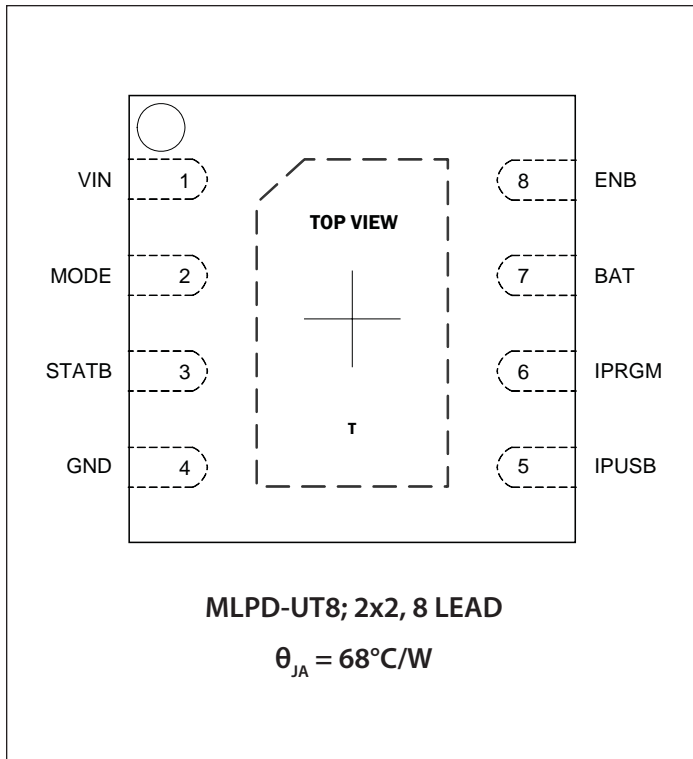 VIN 1 8 ENB
TOP VIEW
MODE 2 7 BAT
STATB 3 6 IPRGM
T
GND 4 5 IPUSB
MLPD-UT8; 2x2, 8 LEAD
θJA = 68°C/W